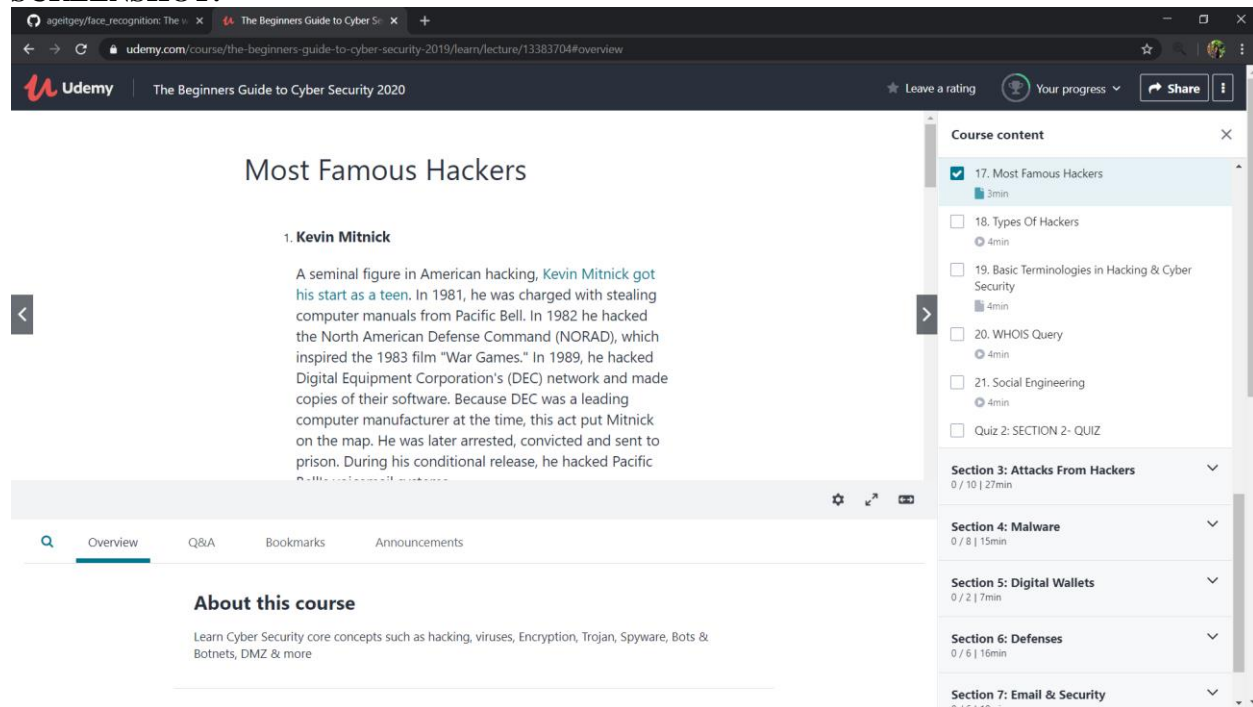 SCREENSHOT:
ageitgey/face_recognition: The w
The Beginners Guide to Cyber Se
udemy.com/course/the-beginners-guide-to-cyber-security-2019/learn/lecture/13383704#overview
Udemy
The Beginners Guide to Cyber Security 2020
Leave a rating
Your progress
Share
Most Famous Hackers
1. Kevin Mitnick
A seminal figure in American hacking, Kevin Mitnick got
his start as a teen. In 1981, he was charged with stealing
computer manuals from Pacific Bell. In 1982 he hacked
the North American Defense Command (NORAD), which
inspired the 1983 film "War Games." In 1989, he hacked
Digital Equipment Corporation's (DEC) network and made
copies of their software. Because DEC was a leading
computer manufacturer at the time, this act put Mitnick
on the map. He was later arrested, convicted and sent to
prison. During his conditional release, he hacked Pacific
Overview
Q&A
Bookmarks
Announcements
About this course
Learn Cyber Security core concepts such as hacking, viruses, Encryption, Trojan, Spyware, Bots &
Botnets, DMZ & more
Course content
17. Most Famous Hackers
3min
18. Types Of Hackers
4min
19. Basic Terminologies in Hacking & Cyber
Security
4min
20. WHOIS Query
4min
21. Social Engineering
4min
Quiz 2: SECTION 2- QUIZ
Section 3: Attacks From Hackers
0 / 10 | 27min
Section 4: Malware
0 / 8 | 15min
Section 5: Digital Wallets
0 / 2 | 7min
Section 6: Defenses
0 / 6 | 16min
Section 7: Email & Security